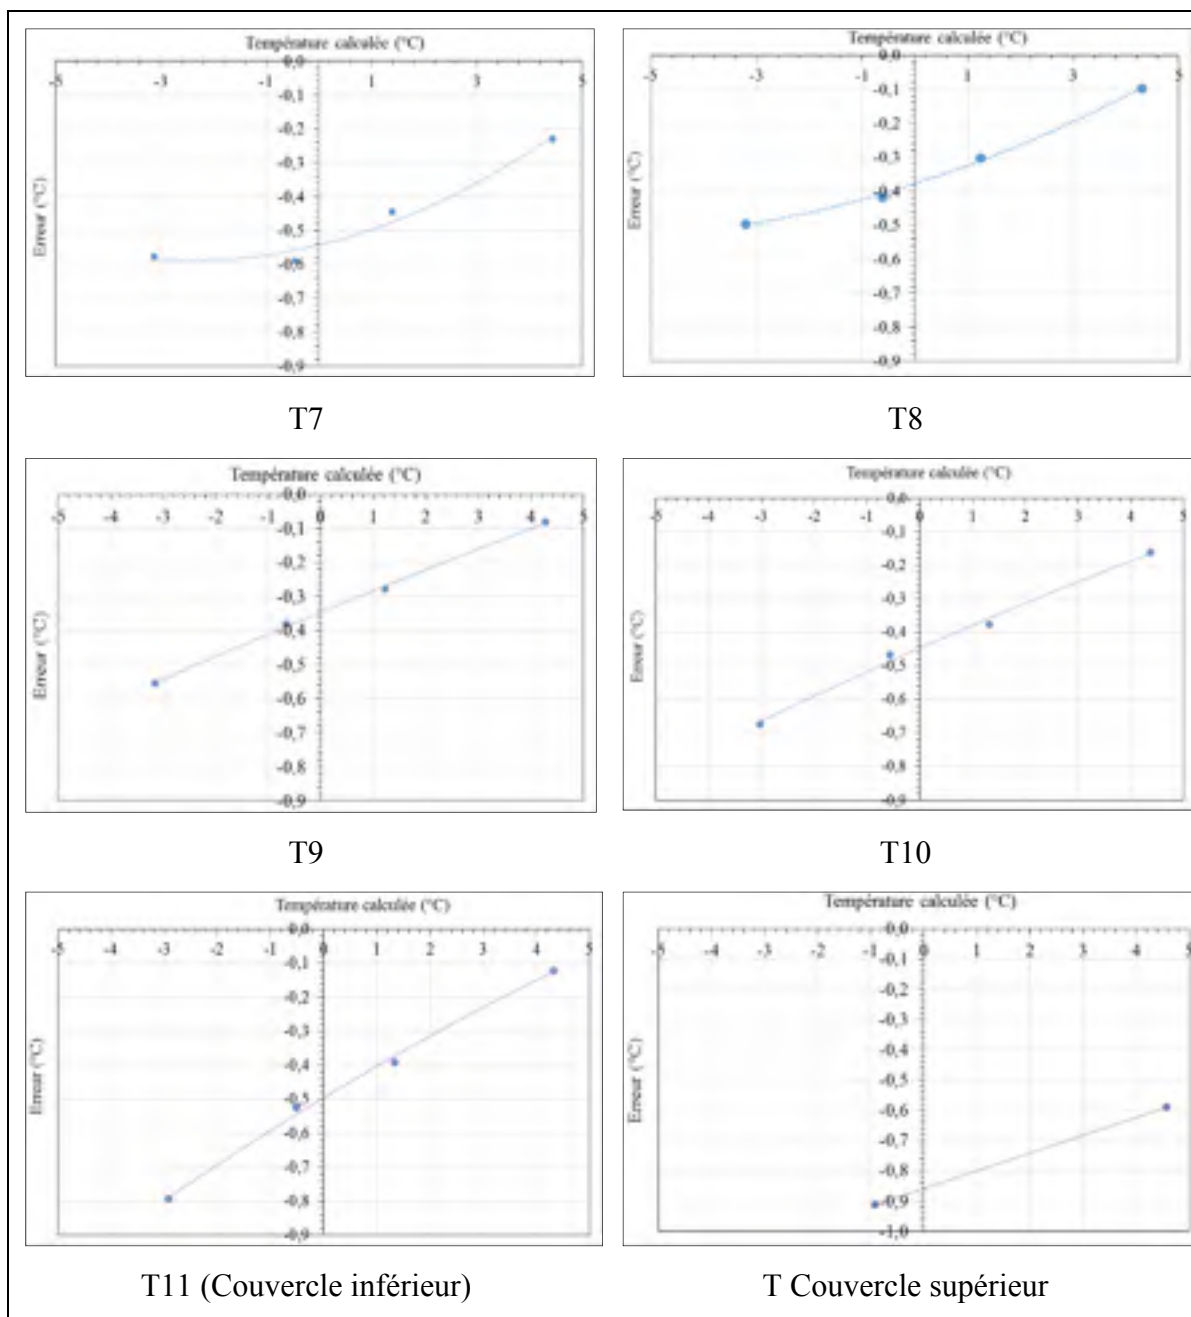 Température calculée (°C)
-5 -3 -1 1 3 5
0,0
-0,1
-0,2
-0,3
-0,4
-0,5
-0,6
-0,7
-0,8
-0,9
Erreur (°C)
T7
Température calculée (°C)
-5 -3 -1 1 3 5
0,0
-0,1
-0,2
-0,3
-0,4
-0,5
-0,6
-0,7
-0,8
-0,9
Erreur (°C)
T8
Température calculée (°C)
-5 -4 -3 -2 -1 0 1 2 3 4 5
0,0
-0,1
-0,2
-0,3
-0,4
-0,5
-0,6
-0,7
-0,8
-0,9
Erreur (°C)
T9
Température calculée (°C)
-5 -4 -3 -2 -1 0 1 2 3 4 5
0,0
-0,1
-0,2
-0,3
-0,4
-0,5
-0,6
-0,7
-0,8
-0,9
Erreur (°C)
T10
Température calculée (°C)
-5 -4 -3 -2 -1 0 1 2 3 4 5
0,0
-0,1
-0,2
-0,3
-0,4
-0,5
-0,6
-0,7
-0,8
-0,9
Erreur (°C)
T11 (Couvercle inférieur)
Température calculée (°C)
-5 -4 -3 -2 -1 0 1 2 3 4 5
0,0
-0,1
-0,2
-0,3
-0,4
-0,5
-0,6
-0,7
-0,8
-0,9
-1,0
Erreur (°C)
T Couvercle supérieur